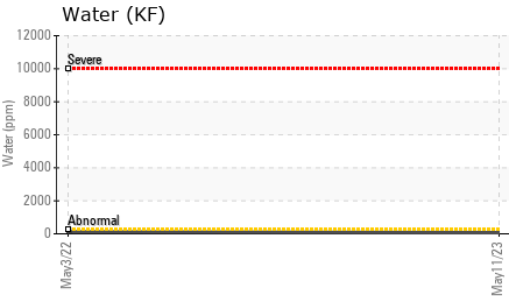 Water (KF)
12000
Severe
10000
8000
6000
4000
2000
Abnormal
0
Water (ppm)
May3/22
May11/23